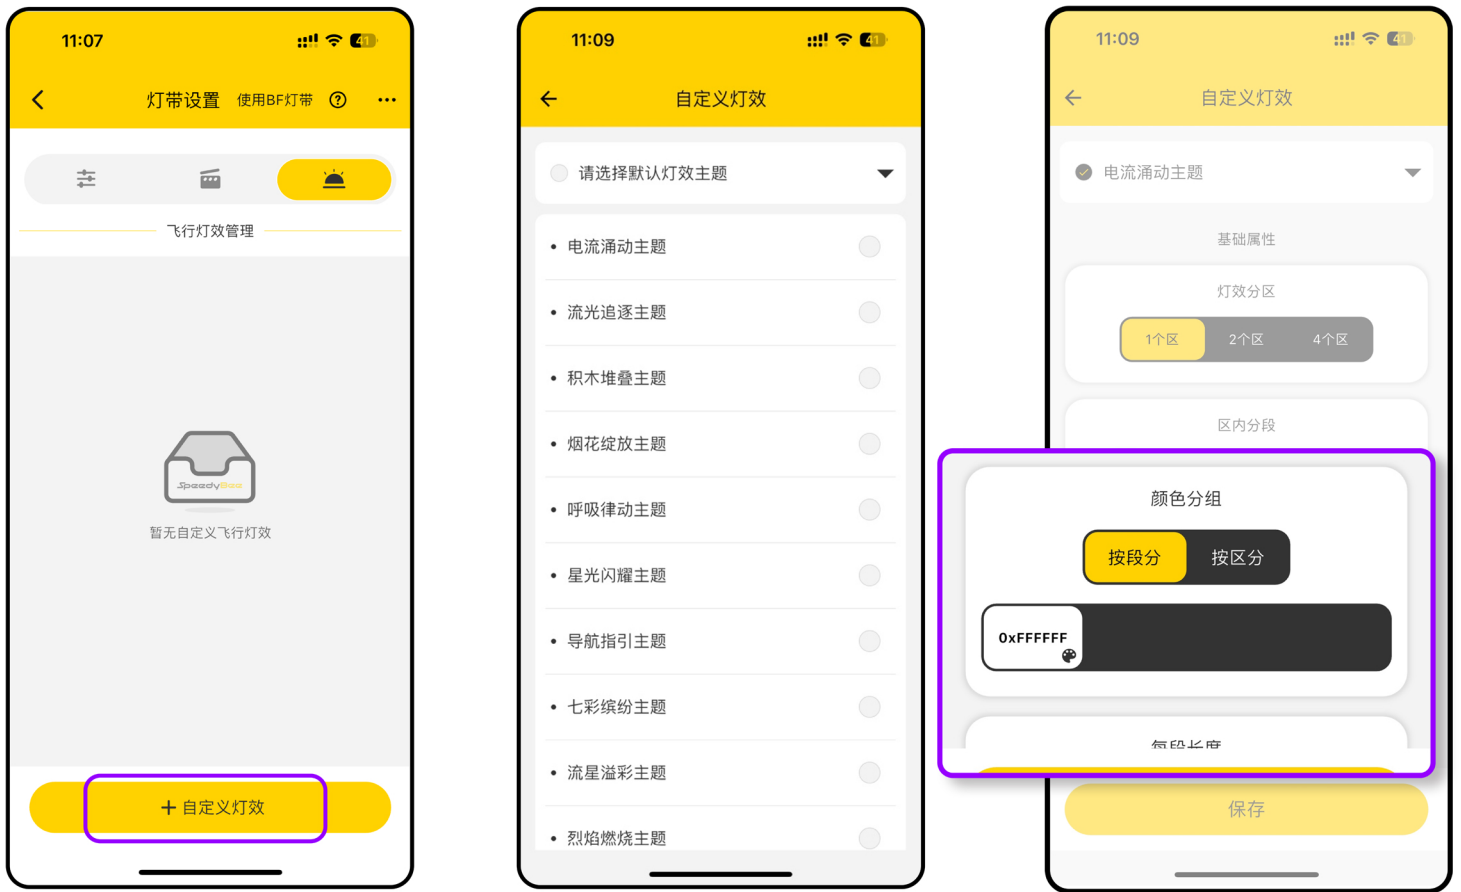 11:07
41
灯带设置 使用BF灯带 ?
飞行灯效管理
SpeedyBee
暂无自定义飞行灯效
+ 自定义灯效
11:09
41
自定义灯效
请选择默认灯效主题
• 电流涌动主题
• 流光追逐主题
• 积木堆叠主题
• 烟花绽放主题
• 呼吸律动主题
• 星光闪耀主题
• 导航指引主题
• 七彩缤纷主题
• 流星溢彩主题
• 烈焰燃烧主题
11:09
41
自定义灯效
电流涌动主题
基础属性
灯效分区
1个区 2个区 4个区
区内分段
颜色分组
按段分 按区分
0xFFFFFF
每段长度
保存